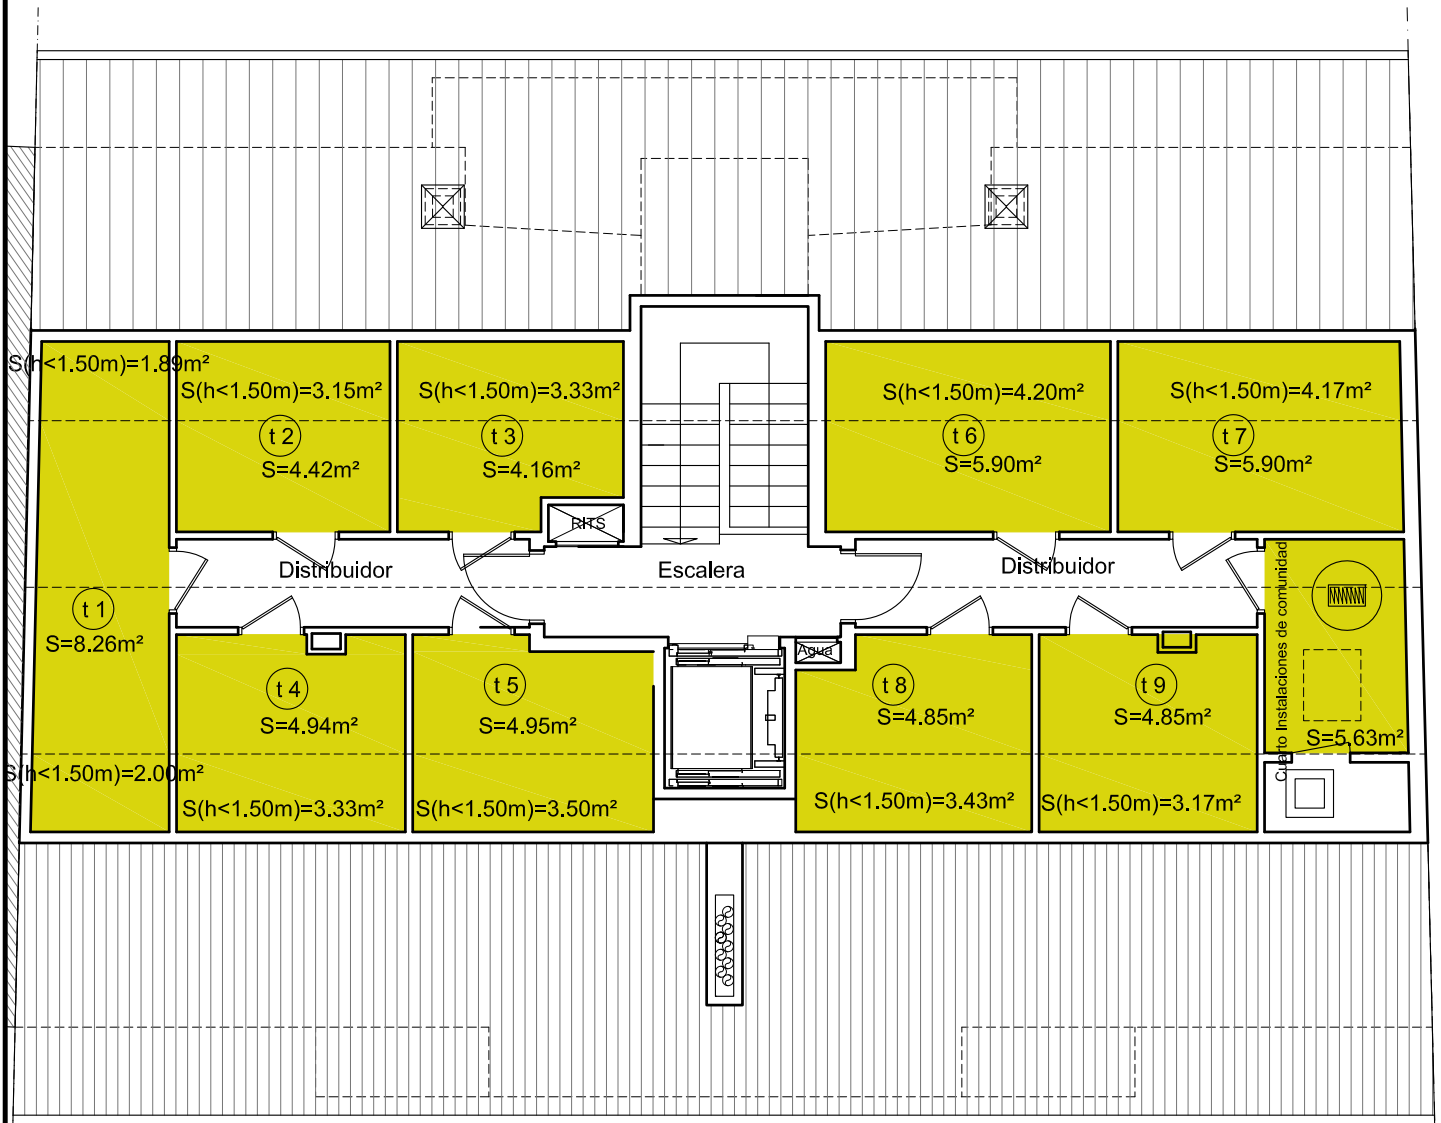 S(h<1.50m)=1.89m²
S(h<1.50m)=3.15m²
S(h<1.50m)=3.33m²
S(h<1.50m)=4.20m²
S(h<1.50m)=4.17m²
t 2
t 3
t 6
t 7
S=4.42m²
S=4.16m²
S=5.90m²
S=5.90m²
RITS
Distribuidor
Escalera
Distribuidor
t 1
S=8.26m²
Agua
t 4
t 5
t 8
t 9
S=4.94m²
S=4.95m²
S=4.85m²
S=4.85m²
Cuarto Instalaciones de comunidad
S=5.63m²
S(h<1.50m)=2.00m²
S(h<1.50m)=3.33m²
S(h<1.50m)=3.50m²
S(h<1.50m)=3.43m²
S(h<1.50m)=3.17m²